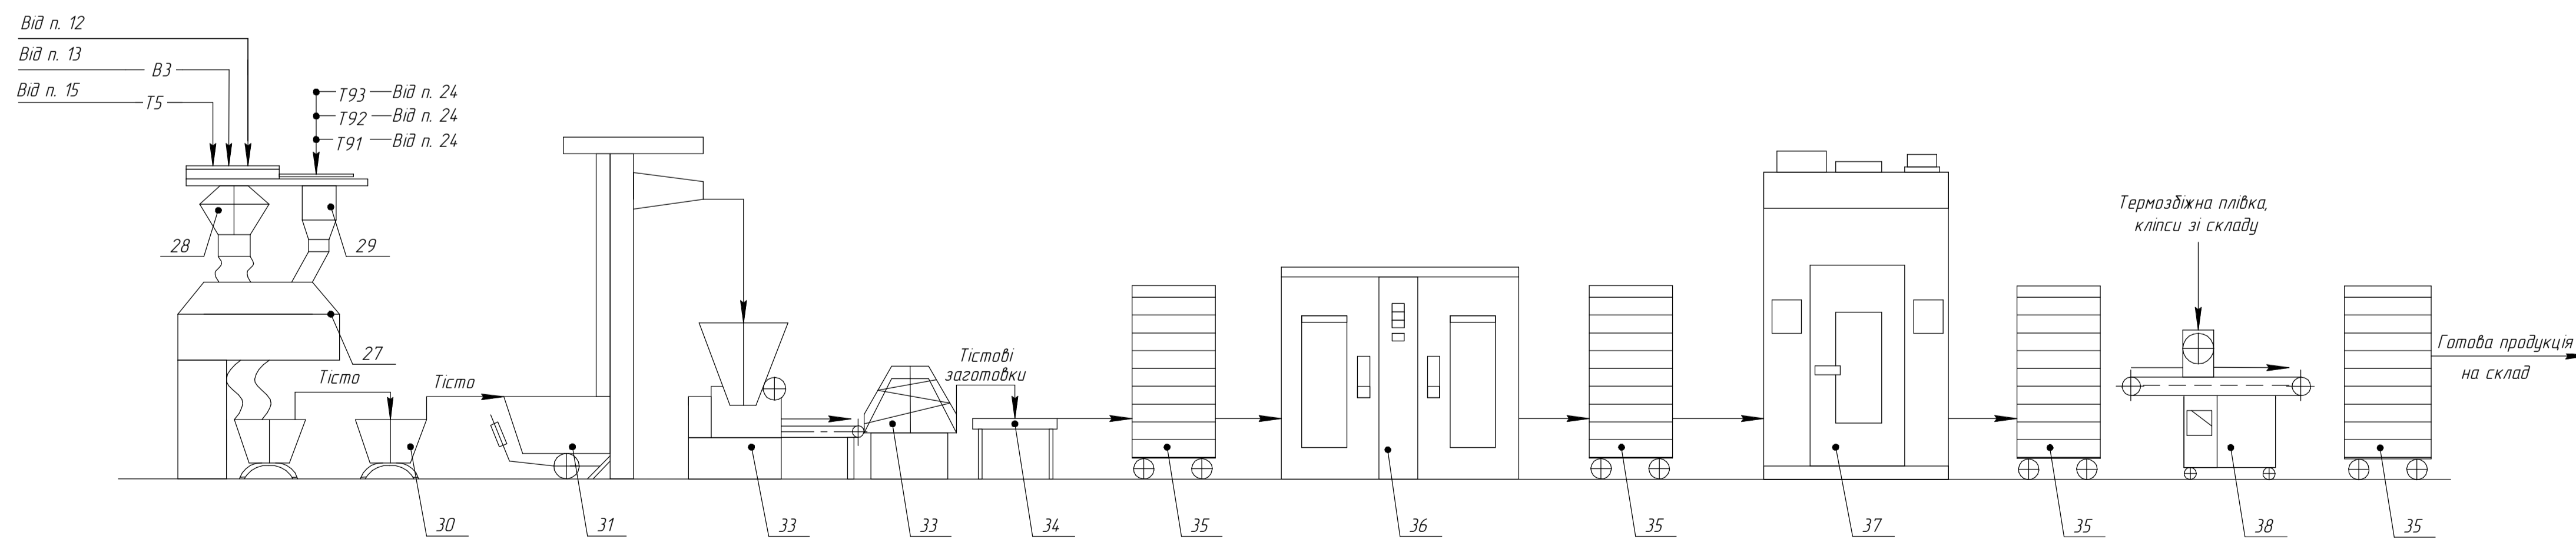 Від п. 12
Від п. 13
В3
Від п. 15
Т5
Т93 Від п. 24
Т92 Від п. 24
Т91 Від п. 24
28
29
27
Тісто
Тісто
Тістові
заготовки
Термозбіжна плівка,
кліпси зі складу
Готова продукція
на склад
30
31
33
33
34
35
36
35
37
35
38
35